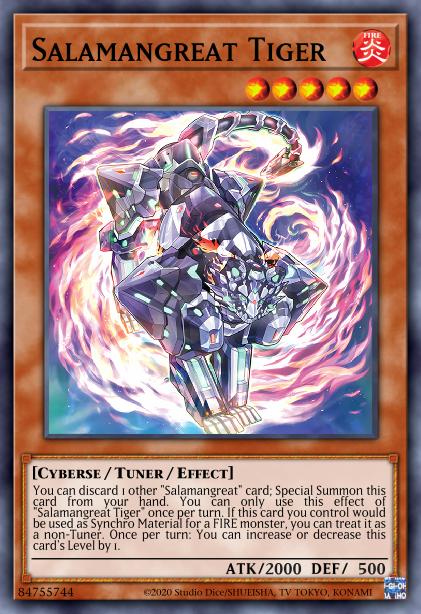 SALAMANGREAT TIGER
FIRE
炎
[CYBERSE / TUNER / EFFECT]
You can discard 1 other "Salamangreat" card; Special Summon this
card from your hand. You can only use this effect of
"Salamangreat Tiger" once per turn. If this card you control would
be used as Synchro Material for a FIRE monster, you can treat it as
a non-Tuner. Once per turn: You can increase or decrease this
card's Level by 1.
ATK/2000 DEF/ 500
84755744
©2020 Studio Dice/SHUEISHA, TV TOKYO, KONAMI